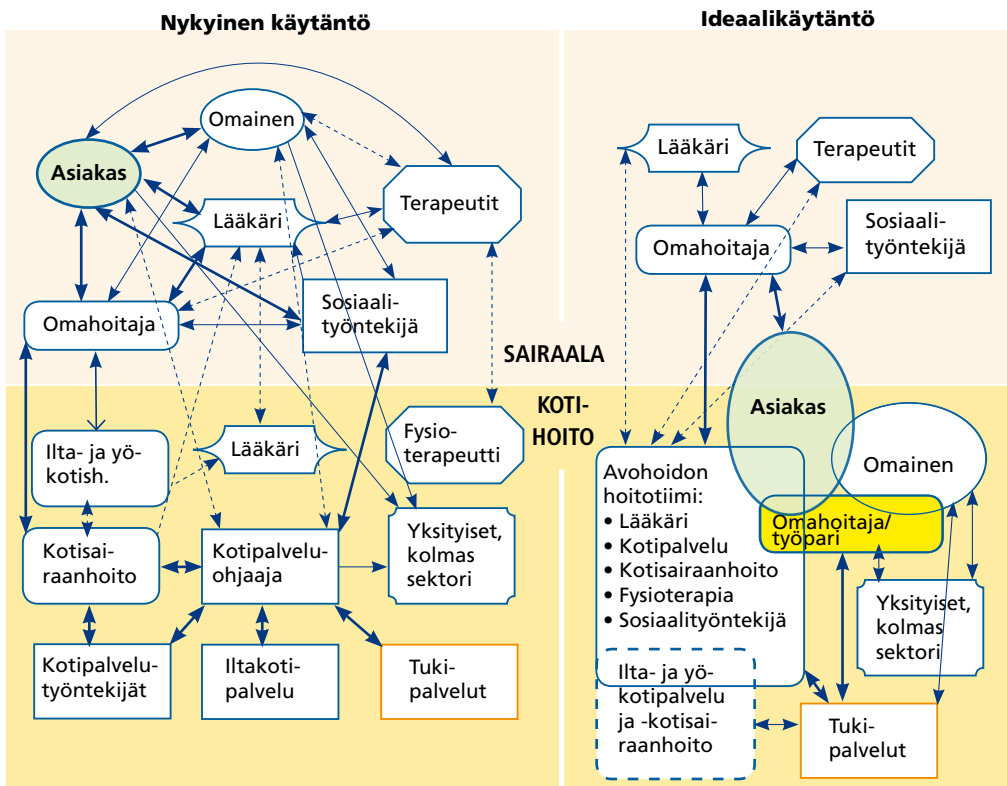 Nykyinen käytäntö
Omainen
Asiakas
Lääkäri
Terapeutit
Omahoitaja
Sosiaali-
työntekijä
SAIRAALA
KOTI-
HOITO
Ilta- ja yö-
kotish.
Lääkäri
Fysio-
terapeutti
Kotisai-
raanhoito
Kotipalvelu-
ohjaaja
Yksityiset,
kolmas
sektori
Kotipalvelu-
työntekijät
Iltakoti-
palvelu
Tuki-
palvelut
Ideaalikäytäntö
Lääkäri
Terapeutit
Omahoitaja
Sosiaali-
työntekijä
Asiakas
Omainen
Avohoidon
hoitotiimi:
• Lääkäri
• Kotipalvelu
• Kotisairaanhoito
• Fysioterapia
• Sosiaalityöntekijä
Omahoitaja/
työpari
Yksityiset,
kolmas
sektori
Ilta- ja yö-
kotipalvelu
ja -kotisai-
raanhoito
Tuki-
palvelut